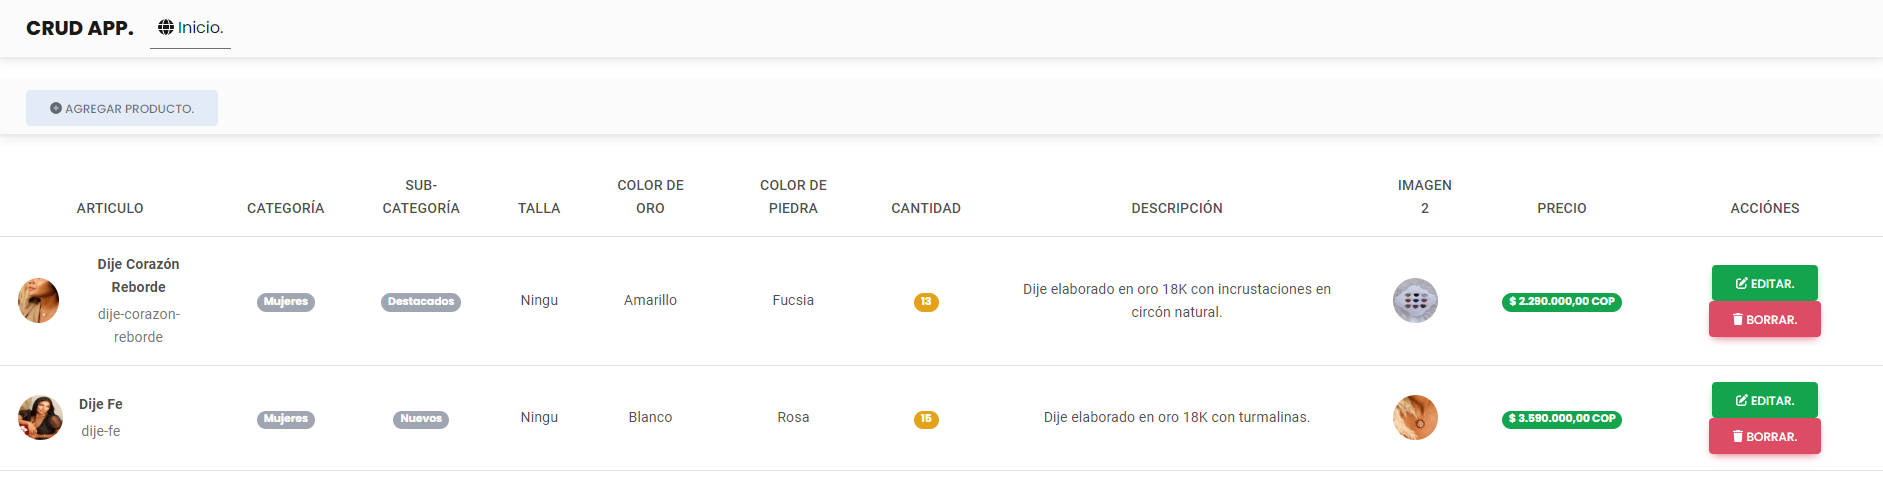 CRUD APP. Inicio.
AGREGAR PRODUCTO.
ARTICULO CATEGORÍA SUB-CATEGORÍA TALLA COLOR DE ORO COLOR DE PIEDRA CANTIDAD DESCRIPCIÓN IMAGEN 2 PRECIO ACCIÓNES
Dije Corazón
Reborde
dije-corazon-
reborde
Mujeres
Destacados
Ningu
Amarillo
Fucsia
13
Dije elaborado en oro 18K con incrustaciones en
circón natural.
$ 2.290.000,00 COP
EDITAR.
BORRAR.
Dije Fe
dije-fe
Mujeres
Nuevos
Ningu
Blanco
Rosa
15
Dije elaborado en oro 18K con turmalinas.
$ 3.590.000,00 COP
EDITAR.
BORRAR.